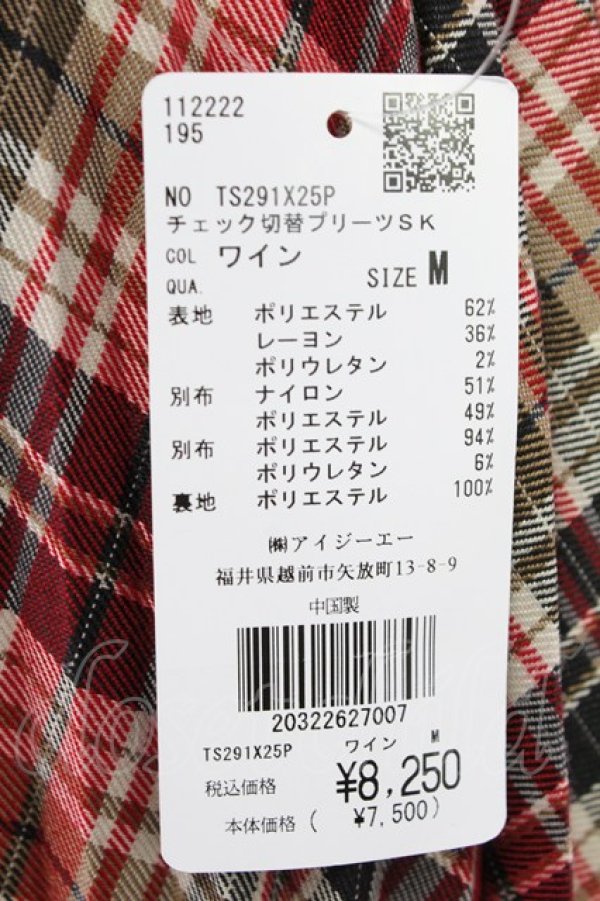 112222
195
NO TS291X25P
チェック切替プリーツSK
COL ワイン
QUA. SIZE M
表地 ポリエステル 62%
レーヨン 36%
ポリウレタン 2%
別布 ナイロン 51%
ポリエステル 49%
別布 ポリエステル 94%
ポリウレタン 6%
裏地 ポリエステル 100%
㈱アイジーエー
福井県越前市矢放町13-8-9
中国製
20322627007
TS291X25P ワイン M
税込価格 ¥8,250
本体価格 ( ¥7,500)